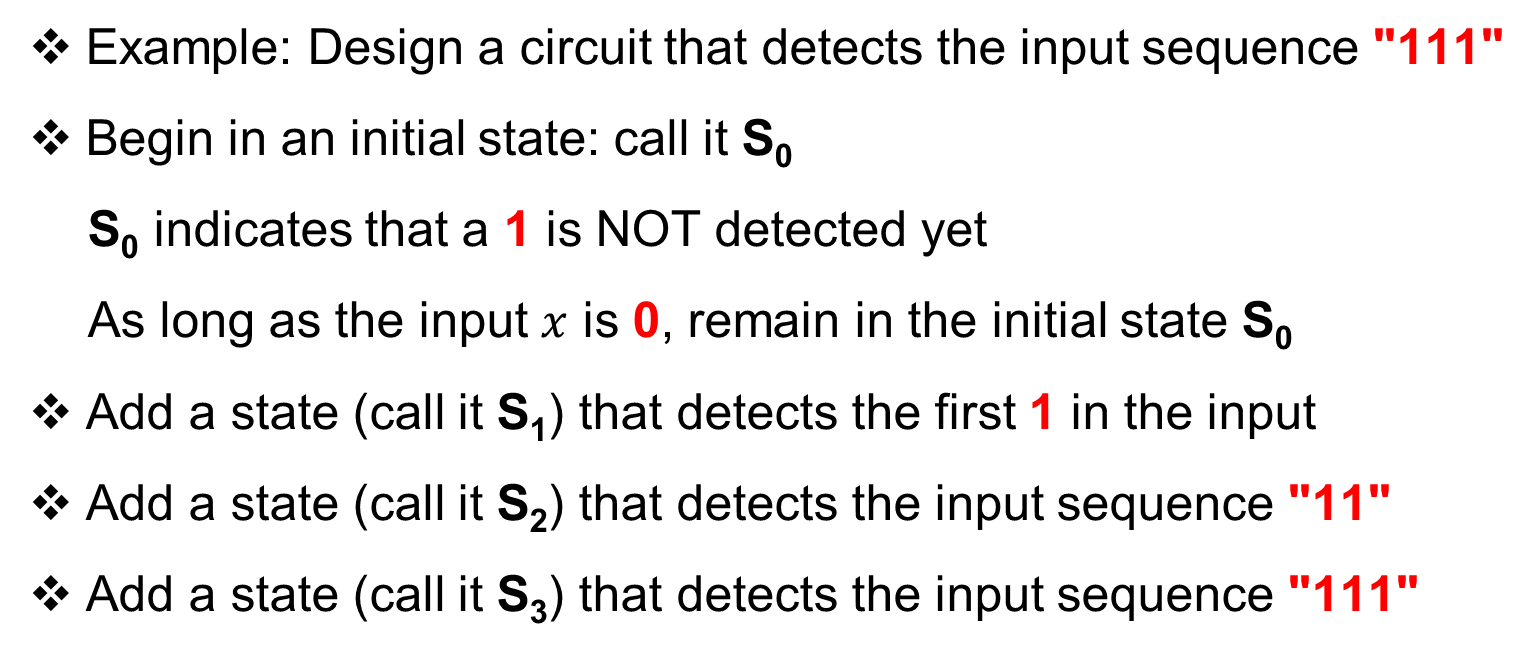 ❖ Example: Design a circuit that detects the input sequence "111"
❖ Begin in an initial state: call it S₀
S₀ indicates that a 1 is NOT detected yet
As long as the input 𝑥 is 0, remain in the initial state S₀
❖ Add a state (call it S₁) that detects the first 1 in the input
❖ Add a state (call it S₂) that detects the input sequence "11"
❖ Add a state (call it S₃) that detects the input sequence "111"